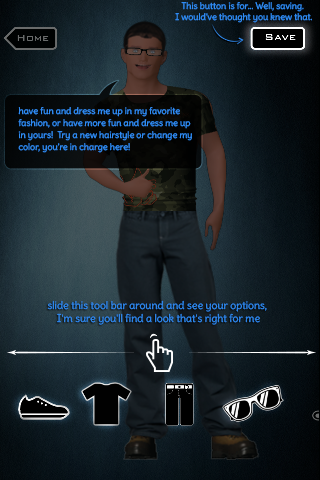 This button is for... Well, saving.
I would've thought you knew that.
HOME
SAVE
have fun and dress me up in my favorite
fashion, or have more fun and dress me up
in yours!  Try a new hairstyle or change my
color, you're in charge here!
slide this tool bar around and see your options,
I'm sure you'll find a look that's right for me